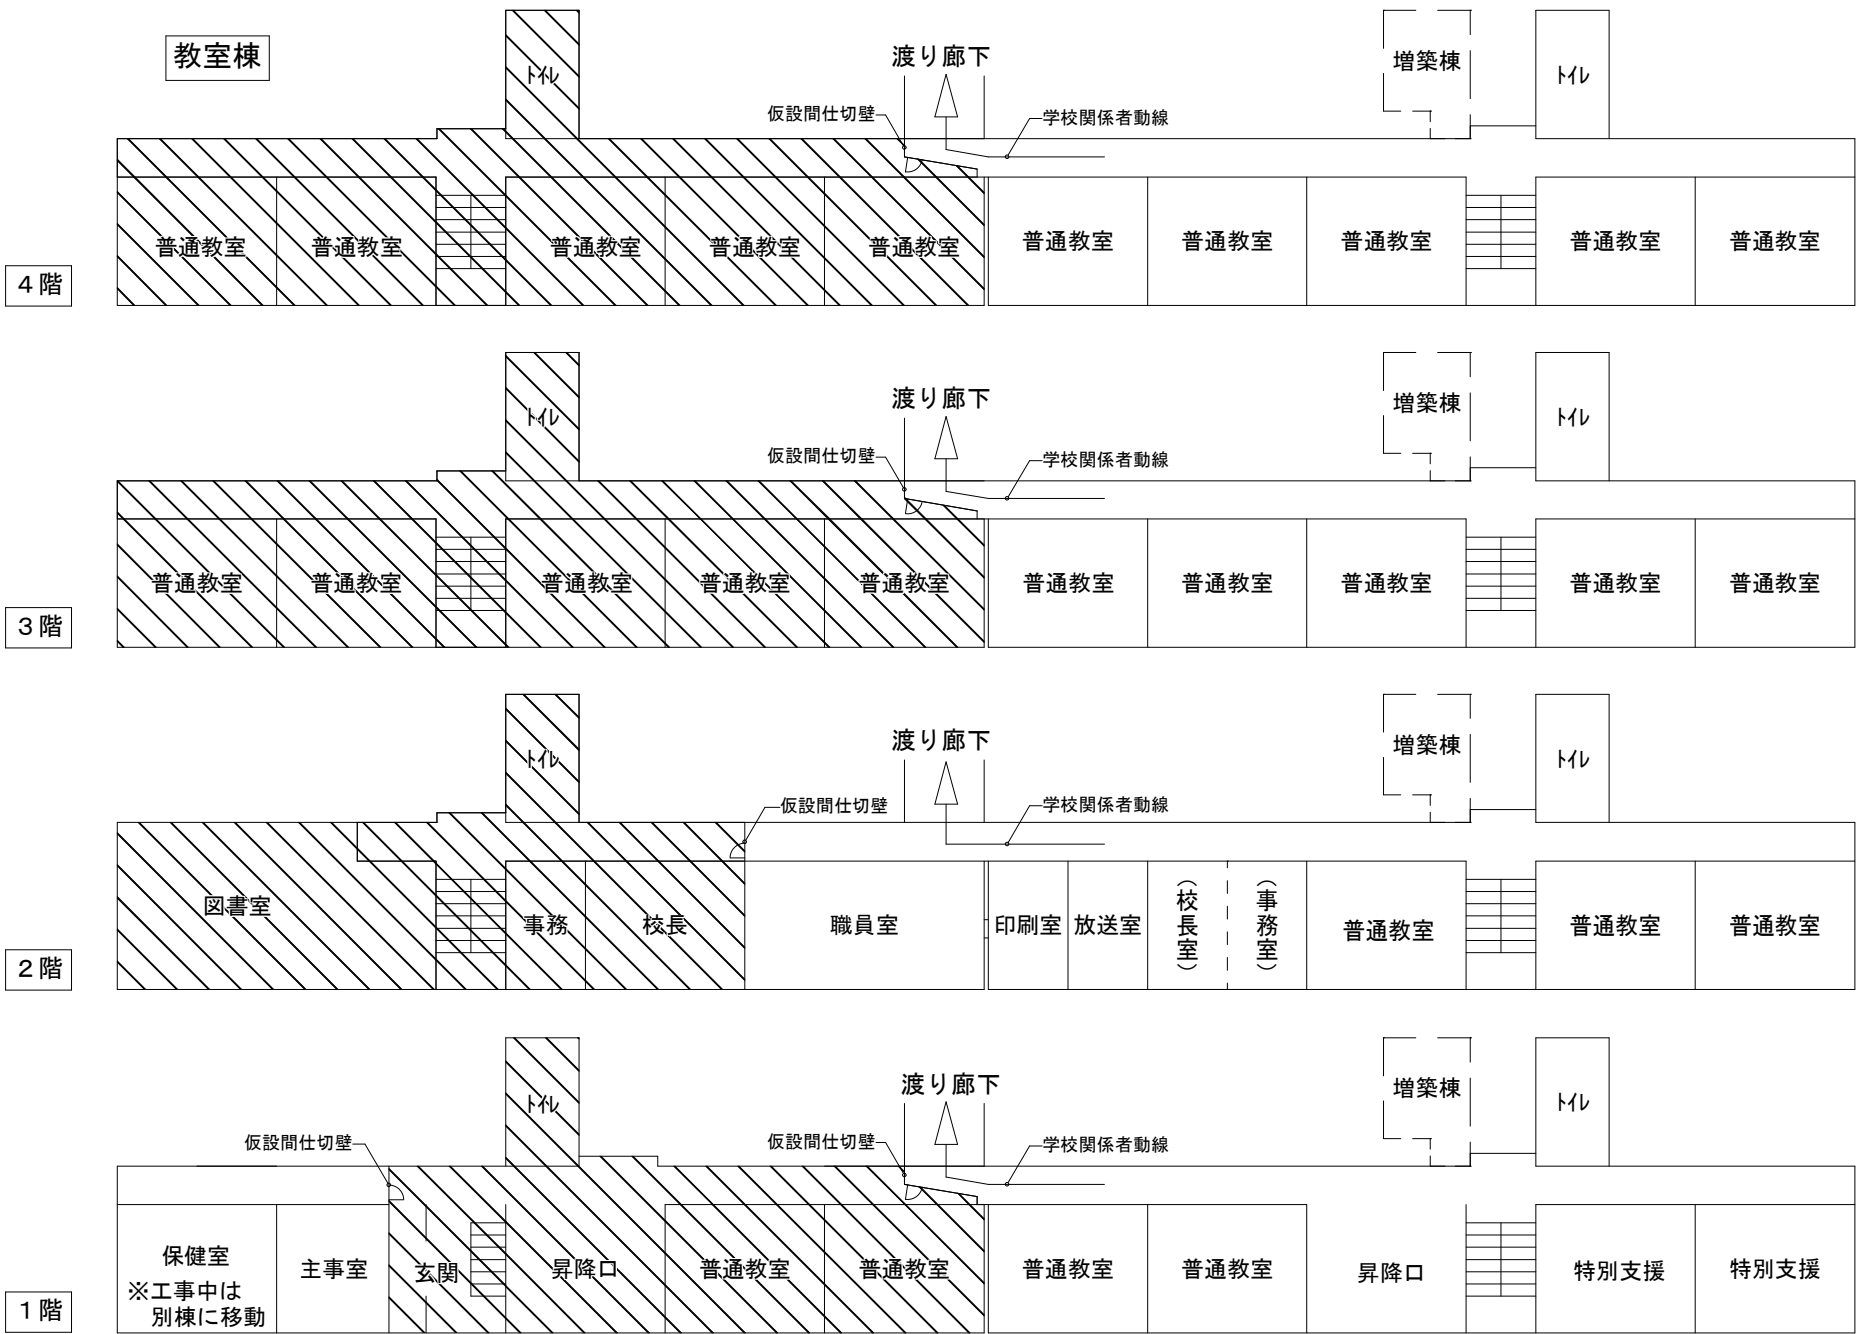 教室棟
トイレ
渡り廊下
増築棟
トイレ
仮設間仕切壁
学校関係者動線
普通教室
普通教室
普通教室
普通教室
普通教室
普通教室
普通教室
普通教室
普通教室
普通教室
4階
トイレ
渡り廊下
増築棟
トイレ
仮設間仕切壁
学校関係者動線
普通教室
普通教室
普通教室
普通教室
普通教室
普通教室
普通教室
普通教室
普通教室
普通教室
3階
トイレ
渡り廊下
増築棟
トイレ
仮設間仕切壁
学校関係者動線
図書室
事務
校長
職員室
印刷室
放送室
(校長室)
(事務室)
普通教室
普通教室
普通教室
2階
トイレ
渡り廊下
増築棟
トイレ
仮設間仕切壁
仮設間仕切壁
学校関係者動線
保健室
※工事中は
別棟に移動
主事室
玄関
昇降口
普通教室
普通教室
普通教室
普通教室
昇降口
特別支援
特別支援
1階